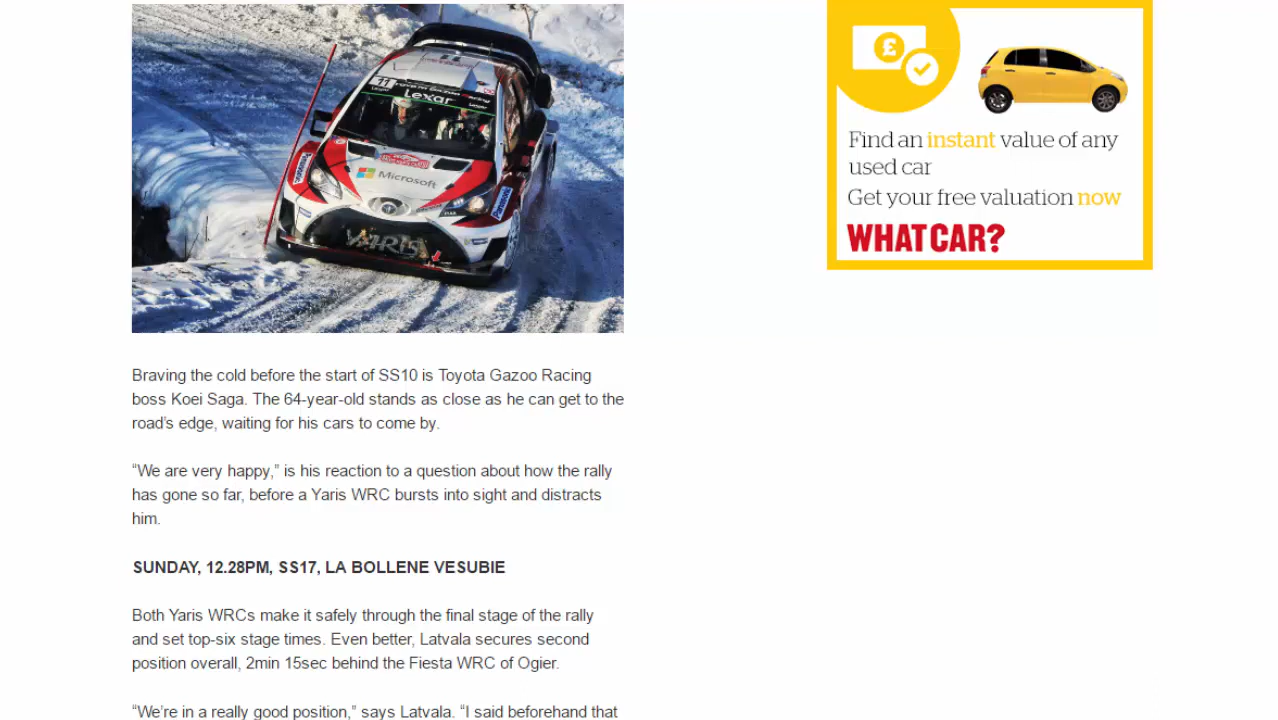 11
Lexar
Microsoft
Panasonic
YARIS
Find an instant value of any
used car
Get your free valuation now
WHAT CAR?
Braving the cold before the start of SS10 is Toyota Gazoo Racing
boss Koei Saga. The 64-year-old stands as close as he can get to the
road’s edge, waiting for his cars to come by.
“We are very happy,” is his reaction to a question about how the rally
has gone so far, before a Yaris WRC bursts into sight and distracts
him.
SUNDAY, 12.28PM, SS17, LA BOLLENE VESUBIE
Both Yaris WRCs make it safely through the final stage of the rally
and set top-six stage times. Even better, Latvala secures second
position overall, 2min 15sec behind the Fiesta WRC of Ogier.
“We’re in a really good position,” says Latvala. “I said beforehand that